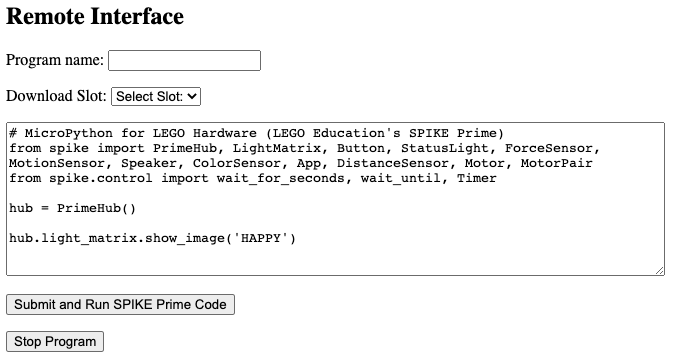 Remote Interface
Program name:
Download Slot: Select Slot:
# MicroPython for LEGO Hardware (LEGO Education's SPIKE Prime)
from spike import PrimeHub, LightMatrix, Button, StatusLight, ForceSensor,
MotionSensor, Speaker, ColorSensor, App, DistanceSensor, Motor, MotorPair
from spike.control import wait_for_seconds, wait_until, Timer
hub = PrimeHub()
hub.light_matrix.show_image('HAPPY')
Submit and Run SPIKE Prime Code
Stop Program